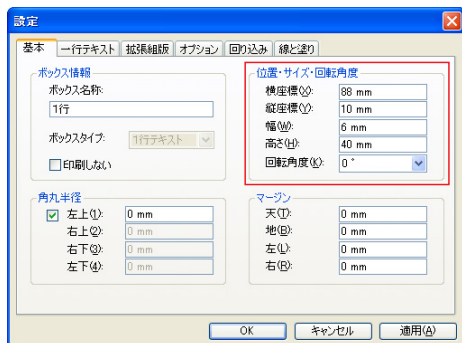 設定
基本 一行テキスト 拡張組版 オプション 回り込み 線と塗り
ボックス情報
ボックス名称:
1行
ボックスタイプ: 1行テキスト
印刷しない
位置・サイズ・回転角度
横座標(X): 88 mm
縦座標(Y): 10 mm
幅(W): 6 mm
高さ(H): 40 mm
回転角度(K): 0 °
角丸半径
左上(1): 0 mm
右上(2): 0 mm
右下(3): 0 mm
左下(4): 0 mm
マージン
天(T): 0 mm
地(B): 0 mm
左(L): 0 mm
右(R): 0 mm
OK キャンセル 適用(A)